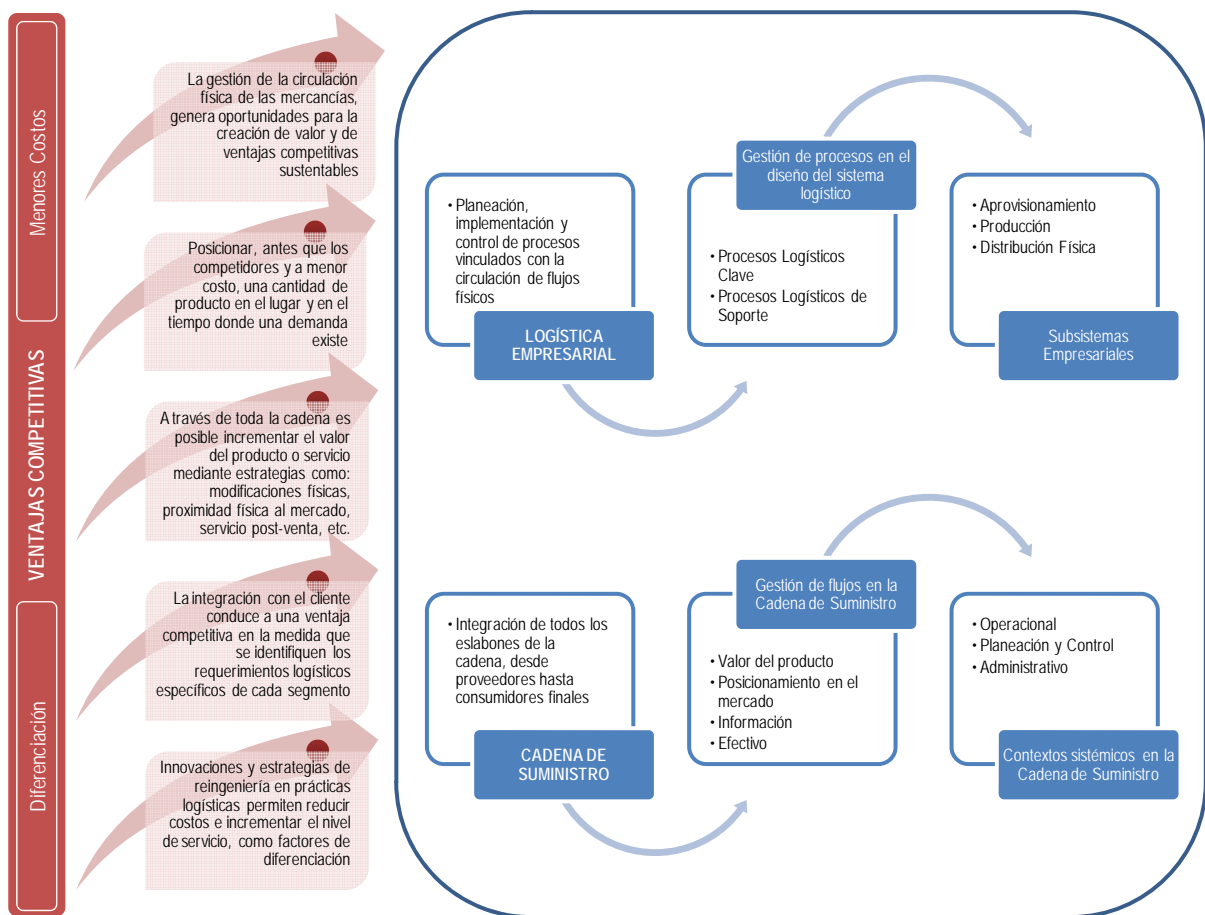 Menores Costos
VENTAJAS COMPETITIVAS
Diferenciación
La gestión de la circulación
física de las mercancías,
genera oportunidades para la
creación de valor y de
ventajas competitivas
sustentables
Posicionar, antes que los
competidores y a menor
costo, una cantidad de
producto en el lugar y en el
tiempo donde una demanda
existe
A través de toda la cadena es
posible incrementar el valor
del producto o servicio
mediante estrategias como:
modificaciones físicas,
proximidad física al mercado,
servicio post-venta, etc.
La integración con el cliente
conduce a una ventaja
competitiva en la medida que
se identifiquen los
requerimientos logísticos
específicos de cada segmento
Innovaciones y estrategias de
reingeniería en prácticas
logísticas permiten reducir
costos e incrementar el nivel
de servicio, como factores de
diferenciación
• Planeación,
implementación y
control de procesos
vinculados con la
circulación de flujos
físicos
LOGÍSTICA
EMPRESARIAL
Gestión de procesos en el
diseño del sistema
logístico
• Procesos Logísticos
Clave
• Procesos Logísticos de
Soporte
• Aprovisionamiento
• Producción
• Distribución Física
Subsistemas
Empresariales
• Integración de todos los
eslabones de la
cadena, desde
proveedores hasta
consumidores finales
CADENA DE
SUMINISTRO
Gestión de flujos en la
Cadena de Suministro
• Valor del producto
• Posicionamiento en el
mercado
• Información
• Efectivo
• Operacional
• Planeación y Control
• Administrativo
Contextos sistémicos en la
Cadena de Suministro